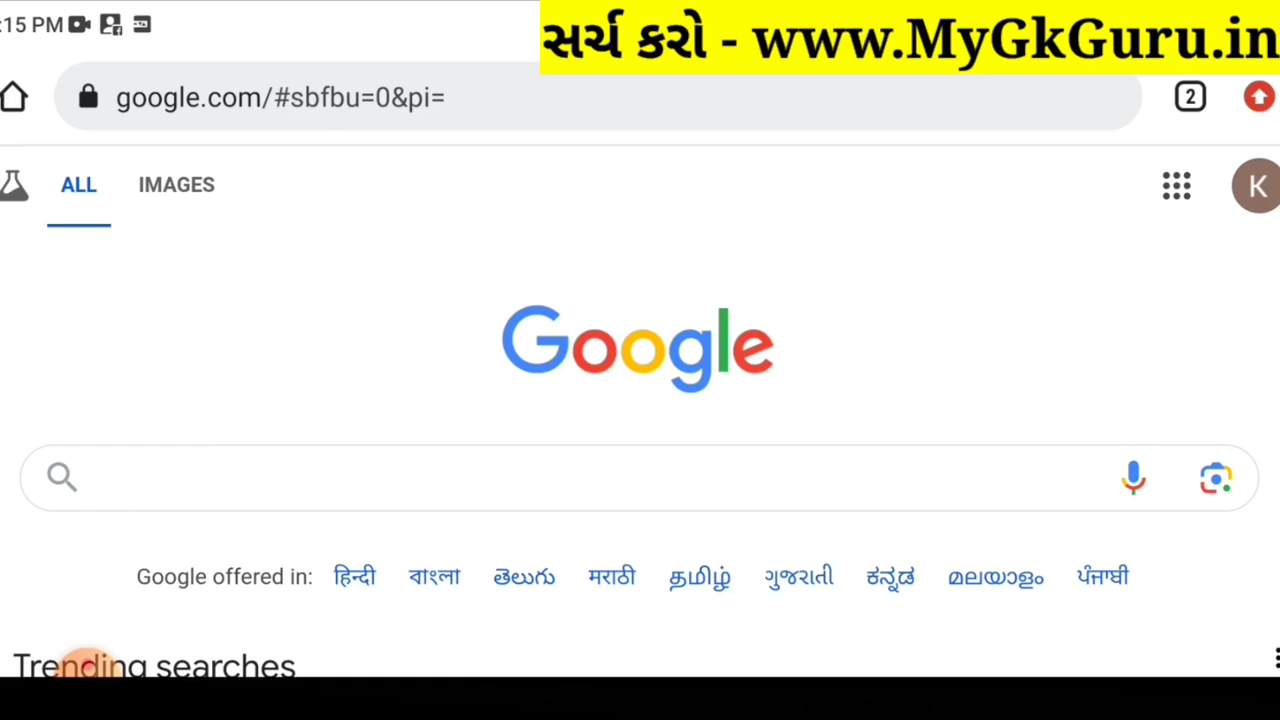 :15 PM
સર્ચ કરો - www.MyGkGuru.in
google.com/#sbfbu=0&pi=
2
ALL IMAGES
K
Google
Google offered in: हिन्दी বাংলা తెలుగు मराठी தமிழ் ગુજરાતી ಕನ್ನಡ മലയാളം ਪੰਜਾਬੀ
Trending searches